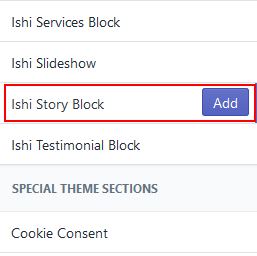 Ishi Services Block
Ishi Slideshow
Ishi Story Block Add
Ishi Testimonial Block
SPECIAL THEME SECTIONS
Cookie Consent